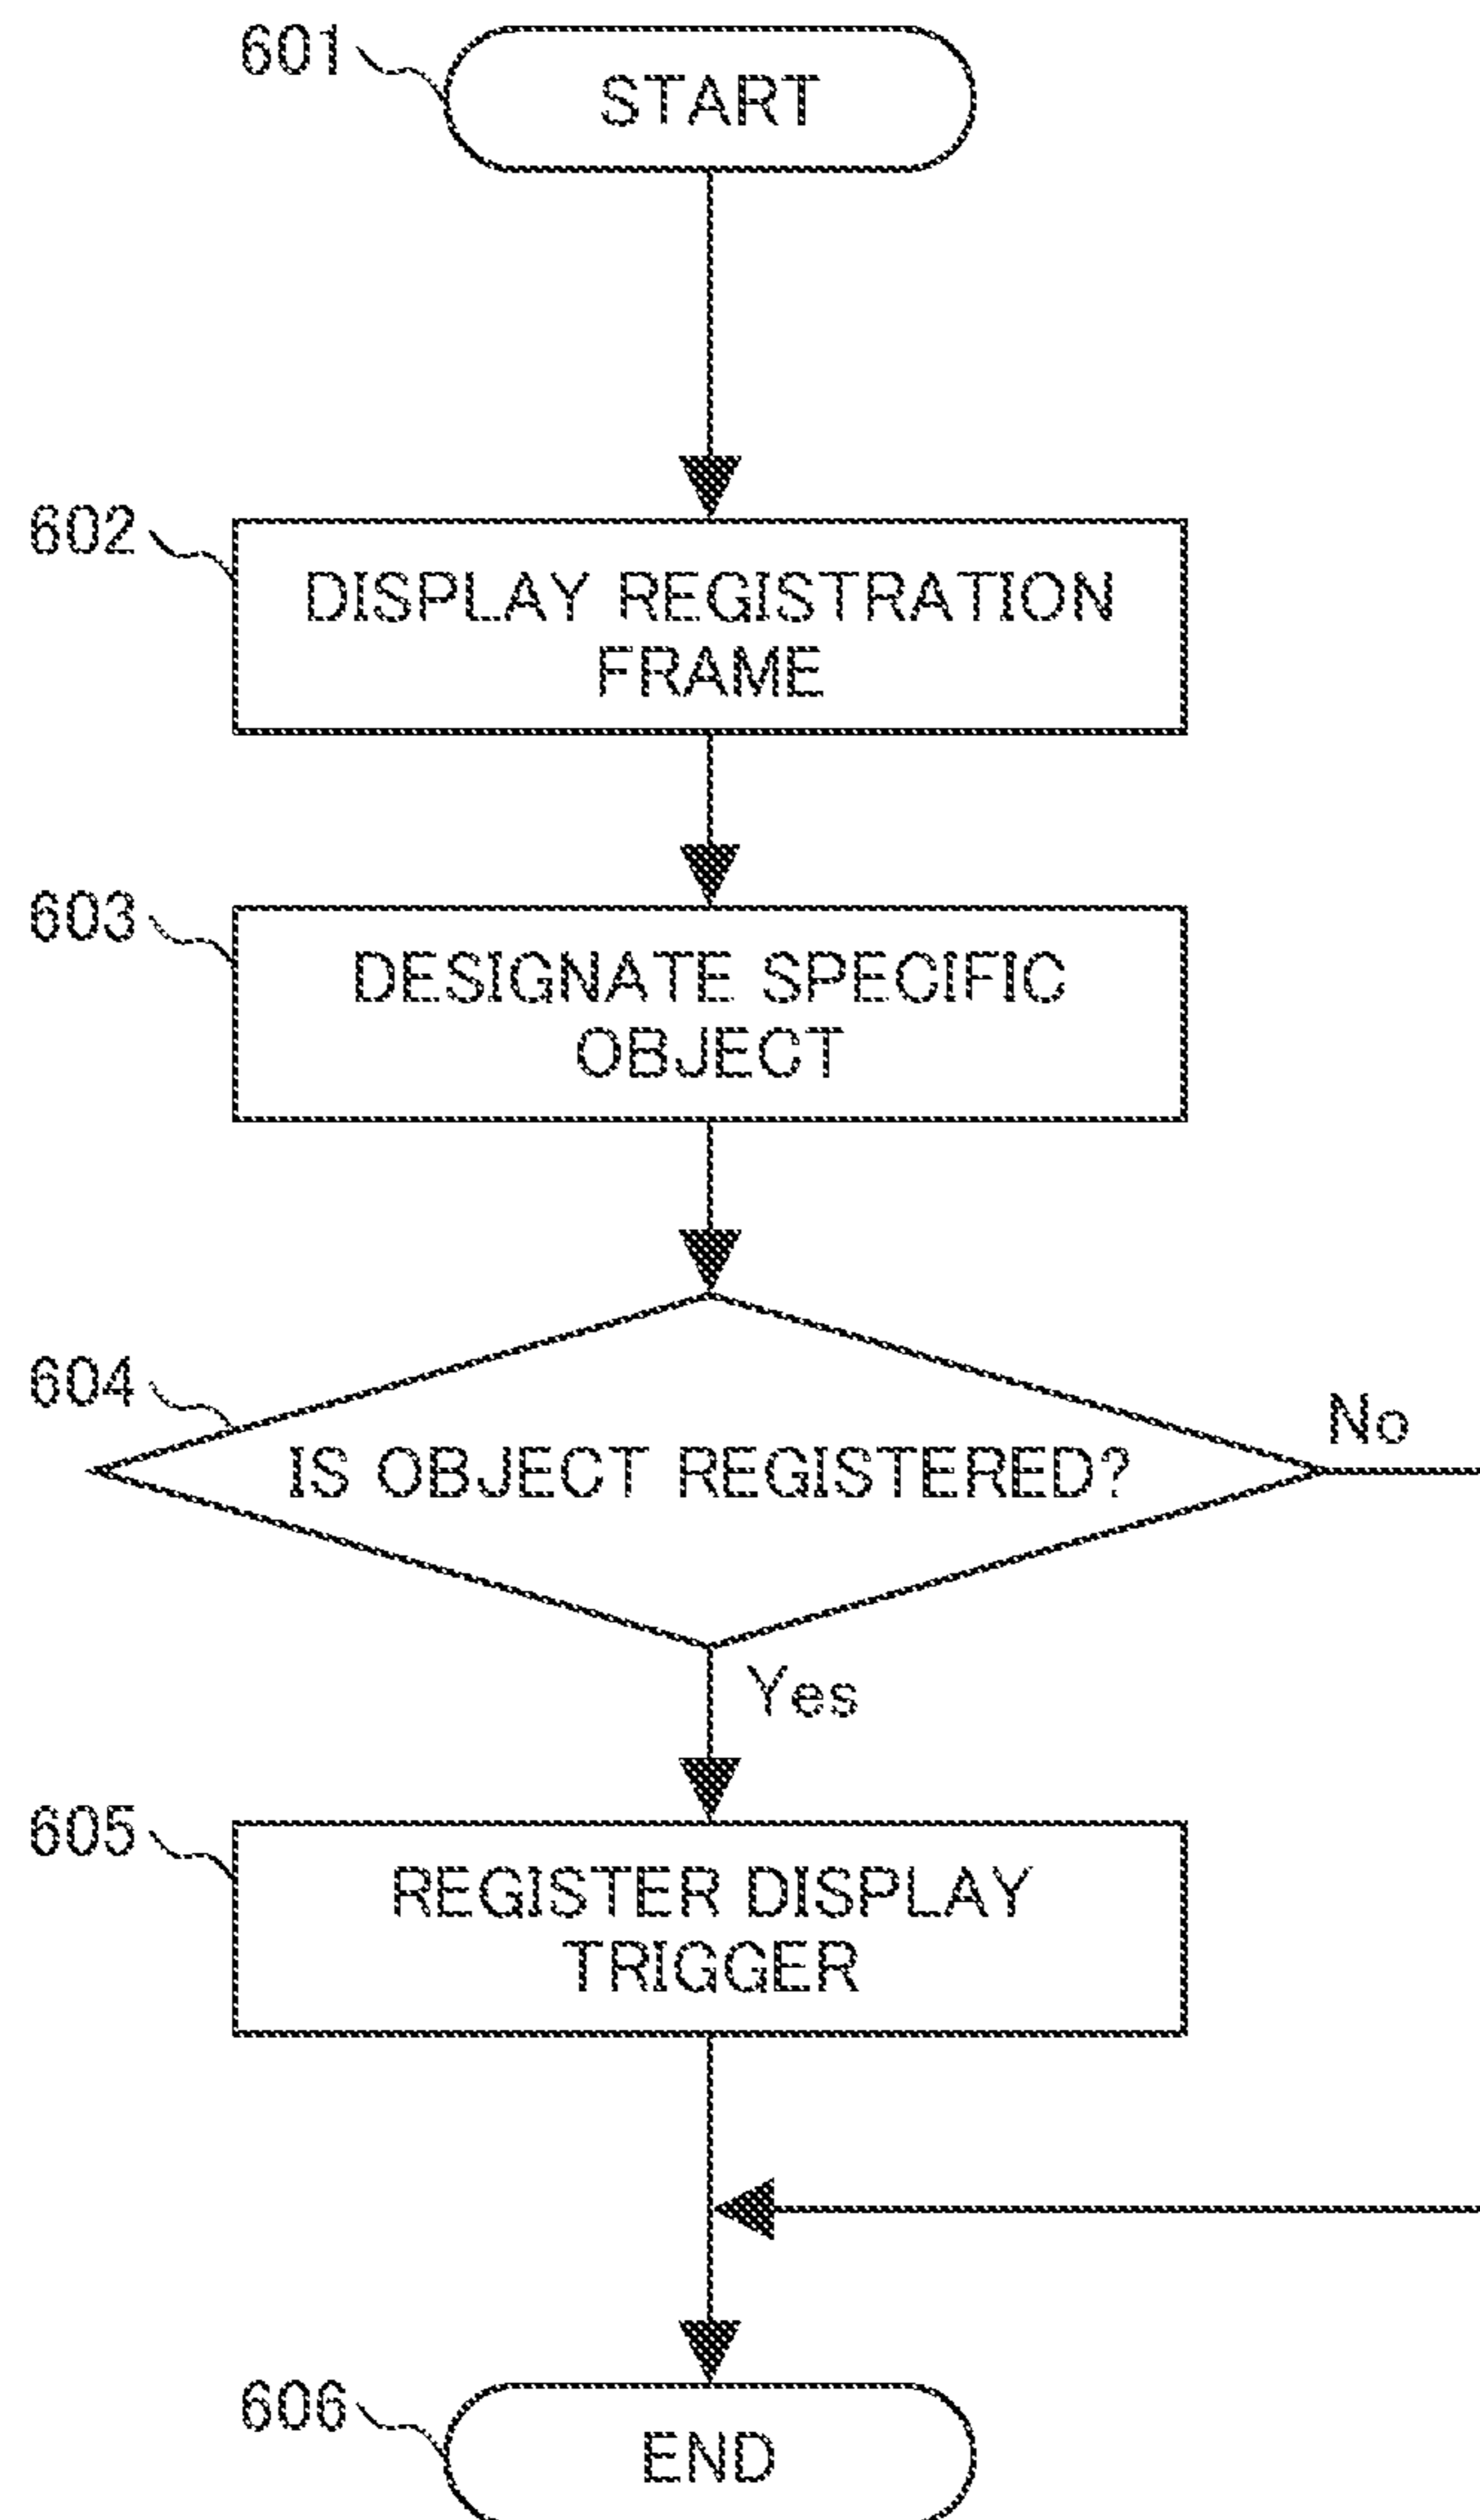 601
START
602
DISPLAY REGISTRATION
FRAME
603
DESIGNATE SPECIFIC
OBJECT
604
IS OBJECT REGISTERED?
No
Yes
605
REGISTER DISPLAY
TRIGGER
606
END